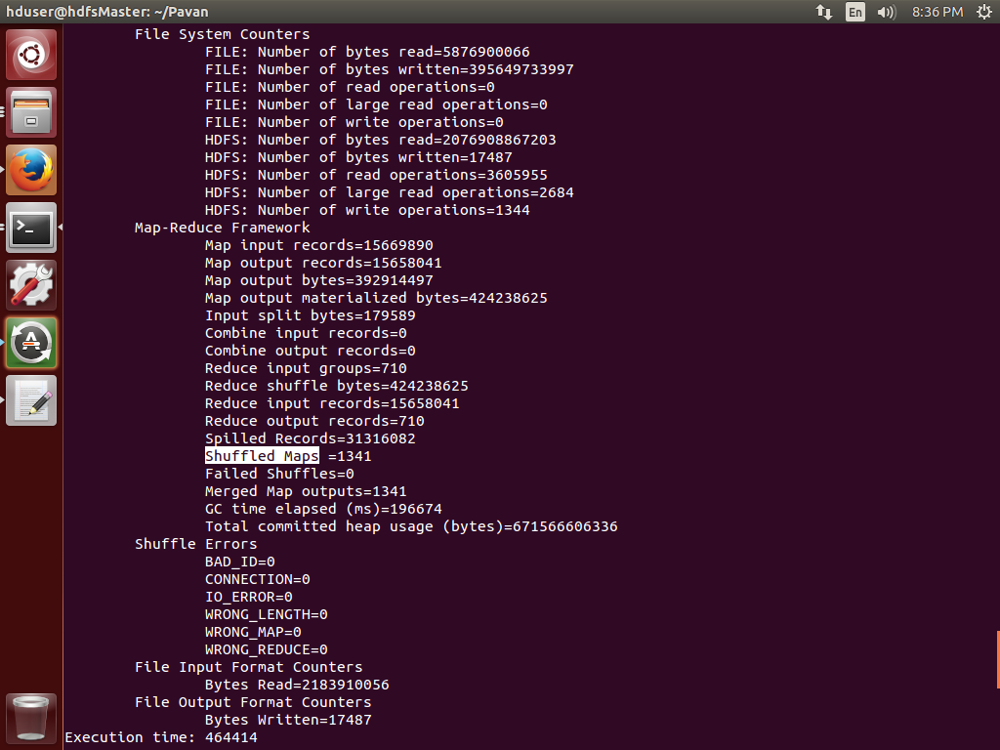 hduser@hdfsMaster: ~/Pavan
En
8:36 PM
File System Counters
FILE: Number of bytes read=5876900066
FILE: Number of bytes written=395649733997
FILE: Number of read operations=0
FILE: Number of large read operations=0
FILE: Number of write operations=0
HDFS: Number of bytes read=2076908867203
HDFS: Number of bytes written=17487
HDFS: Number of read operations=3605955
HDFS: Number of large read operations=2684
HDFS: Number of write operations=1344
Map-Reduce Framework
Map input records=15669890
Map output records=15658041
Map output bytes=392914497
Map output materialized bytes=424238625
Input split bytes=179589
Combine input records=0
Combine output records=0
Reduce input groups=710
Reduce shuffle bytes=424238625
Reduce input records=15658041
Reduce output records=710
Spilled Records=31316082
Shuffled Maps =1341
Failed Shuffles=0
Merged Map outputs=1341
GC time elapsed (ms)=196674
Total committed heap usage (bytes)=671566606336
Shuffle Errors
BAD_ID=0
CONNECTION=0
IO_ERROR=0
WRONG_LENGTH=0
WRONG_MAP=0
WRONG_REDUCE=0
File Input Format Counters
Bytes Read=2183910056
File Output Format Counters
Bytes Written=17487
Execution time: 464414